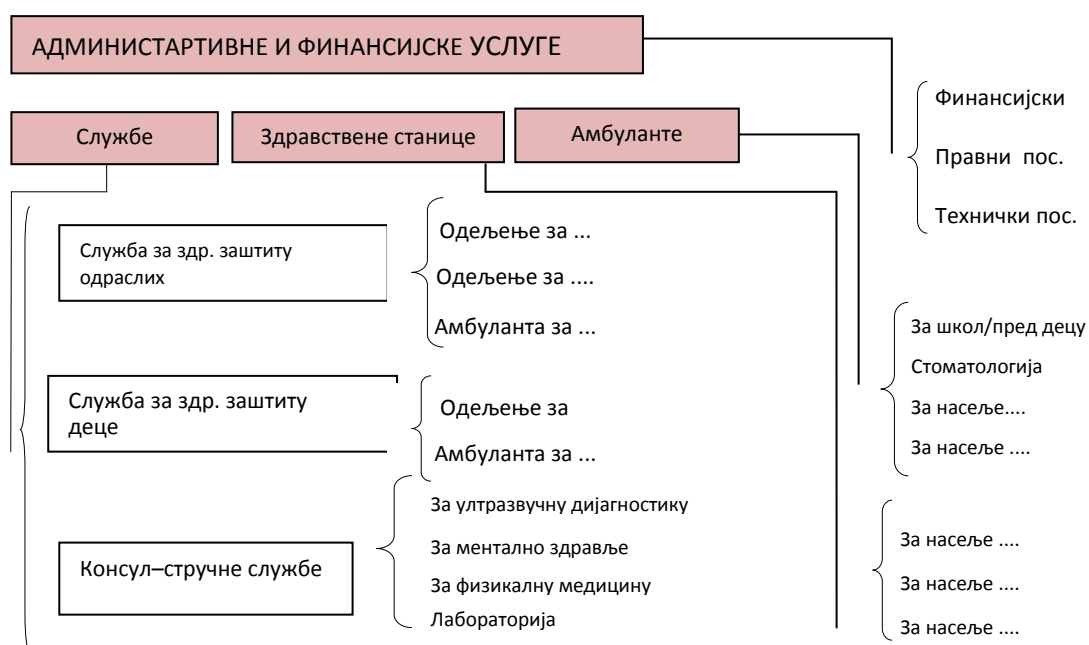 АДМИНИСТАРТИВНЕ И ФИНАНСИЈСКЕ УСЛУГЕ
Финансијски
Правни пос.
Технички пос.
Службе
Здравствене станице
Амбуланте
Служба за здр. заштиту
одраслих
Одељење за ...
Одељење за ....
Амбуланта за ...
За школ/пред децу
Стоматологија
За насеље....
За насеље ....
Служба за здр. заштиту
деце
Одељење за
Амбуланта за ...
Консул–стручне службе
За ултразвучну дијагностику
За ментално здравље
За физикалну медицину
Лабораторија
За насеље ....
За насеље ....
За насеље ....